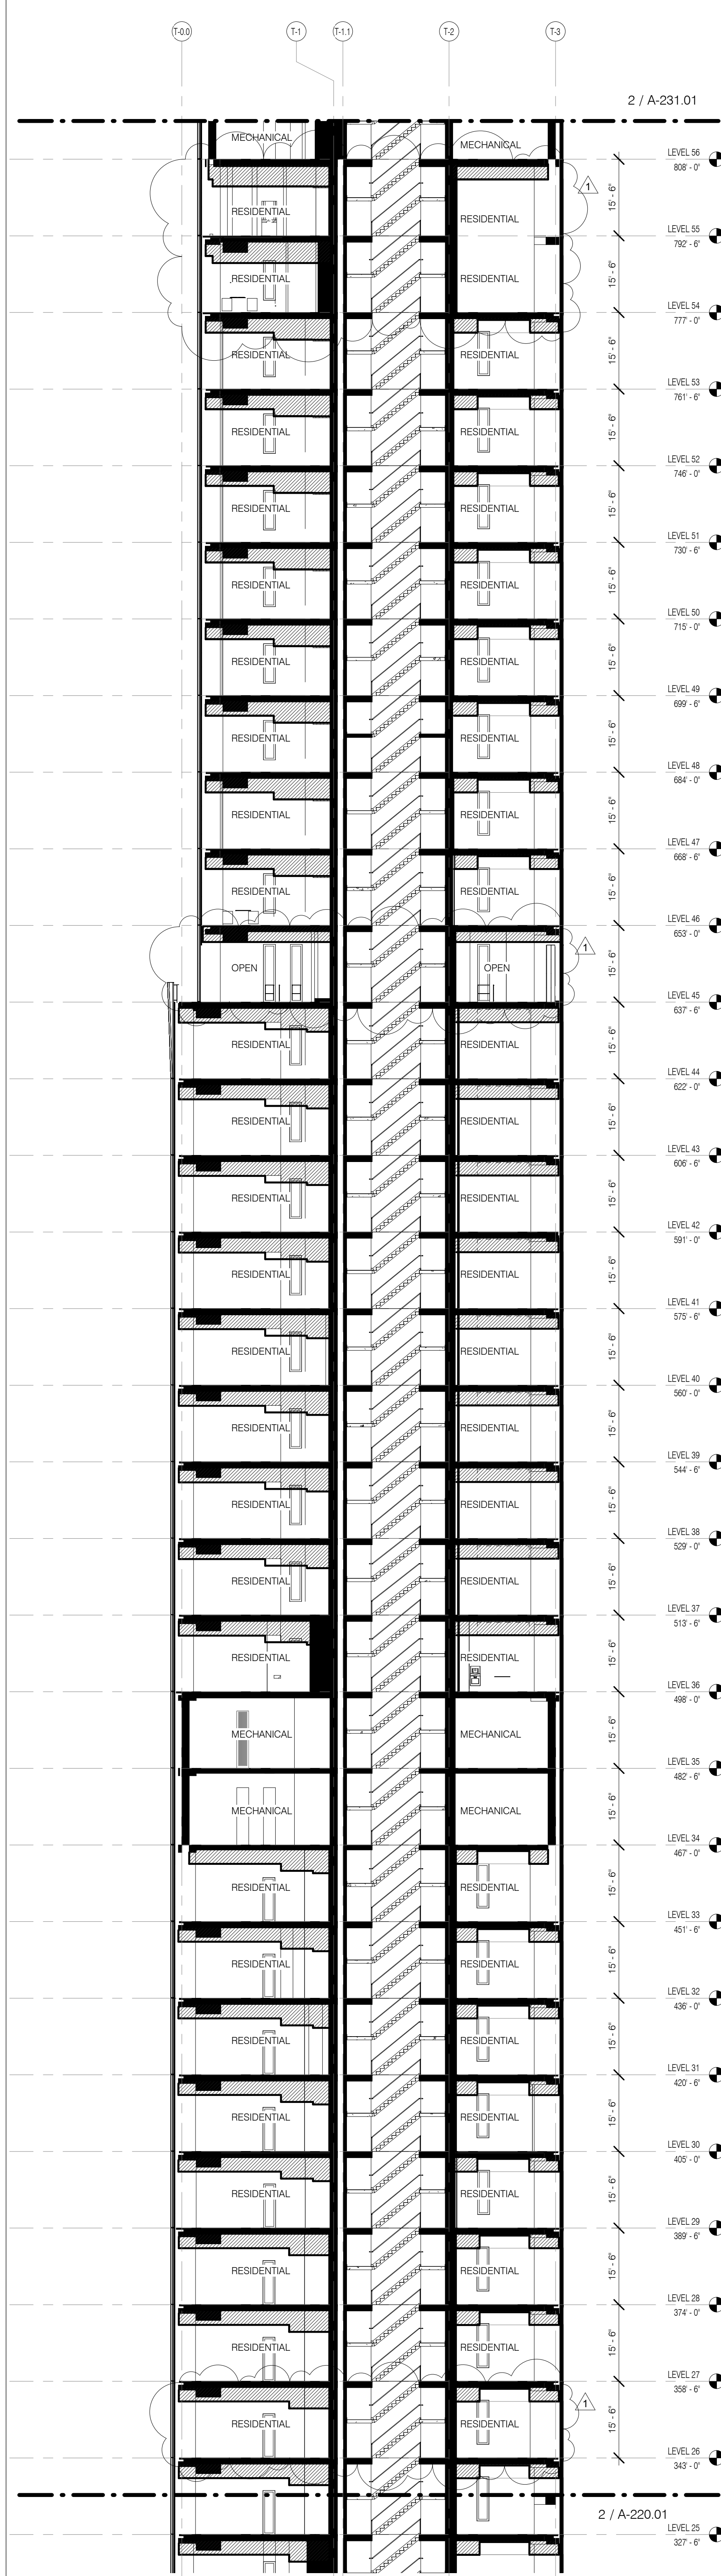 T-0.0 T-1 T-1.1 T-2 T-3
2 / A-231.01
MECHANICAL MECHANICAL
LEVEL 56
808' - 0"
1
RESIDENTIAL RESIDENTIAL 15' - 6"
LEVEL 55
792' - 6"
RESIDENTIAL RESIDENTIAL 15' - 6"
LEVEL 54
777' - 0"
RESIDENTIAL RESIDENTIAL 15' - 6"
LEVEL 53
761' - 6"
RESIDENTIAL RESIDENTIAL 15' - 6"
LEVEL 52
746' - 0"
RESIDENTIAL RESIDENTIAL 15' - 6"
LEVEL 51
730' - 6"
RESIDENTIAL RESIDENTIAL 15' - 6"
LEVEL 50
715' - 0"
RESIDENTIAL RESIDENTIAL 15' - 6"
LEVEL 49
699' - 6"
RESIDENTIAL RESIDENTIAL 15' - 6"
LEVEL 48
684' - 0"
RESIDENTIAL RESIDENTIAL 15' - 6"
LEVEL 47
668' - 6"
RESIDENTIAL RESIDENTIAL 15' - 6"
LEVEL 46
653' - 0"
1
OPEN OPEN 15' - 6"
LEVEL 45
637' - 6"
RESIDENTIAL RESIDENTIAL 15' - 6"
LEVEL 44
622' - 0"
RESIDENTIAL RESIDENTIAL 15' - 6"
LEVEL 43
606' - 6"
RESIDENTIAL RESIDENTIAL 15' - 6"
LEVEL 42
591' - 0"
RESIDENTIAL RESIDENTIAL 15' - 6"
LEVEL 41
575' - 6"
RESIDENTIAL RESIDENTIAL 15' - 6"
LEVEL 40
560' - 0"
RESIDENTIAL RESIDENTIAL 15' - 6"
LEVEL 39
544' - 6"
RESIDENTIAL RESIDENTIAL 15' - 6"
LEVEL 38
529' - 0"
RESIDENTIAL RESIDENTIAL 15' - 6"
LEVEL 37
513' - 6"
RESIDENTIAL RESIDENTIAL 15' - 6"
LEVEL 36
498' - 0"
MECHANICAL MECHANICAL 15' - 6"
LEVEL 35
482' - 6"
MECHANICAL MECHANICAL 15' - 6"
LEVEL 34
467' - 0"
RESIDENTIAL RESIDENTIAL 15' - 6"
LEVEL 33
451' - 6"
RESIDENTIAL RESIDENTIAL 15' - 6"
LEVEL 32
436' - 0"
RESIDENTIAL RESIDENTIAL 15' - 6"
LEVEL 31
420' - 6"
RESIDENTIAL RESIDENTIAL 15' - 6"
LEVEL 30
405' - 0"
RESIDENTIAL RESIDENTIAL 15' - 6"
LEVEL 29
389' - 6"
RESIDENTIAL RESIDENTIAL 15' - 6"
LEVEL 28
374' - 0"
RESIDENTIAL RESIDENTIAL 15' - 6"
LEVEL 27
358' - 6"
1
RESIDENTIAL RESIDENTIAL 15' - 6"
LEVEL 26
343' - 0"
2 / A-220.01
LEVEL 25
327' - 6"